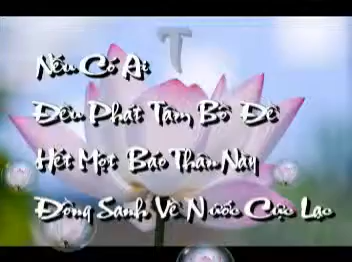 T
Nếu Có Ai
Đều Phát Tâm Bồ Đề
Hết Một Báo Thân Này
Đồng Sanh Về Nước Cực Lạc